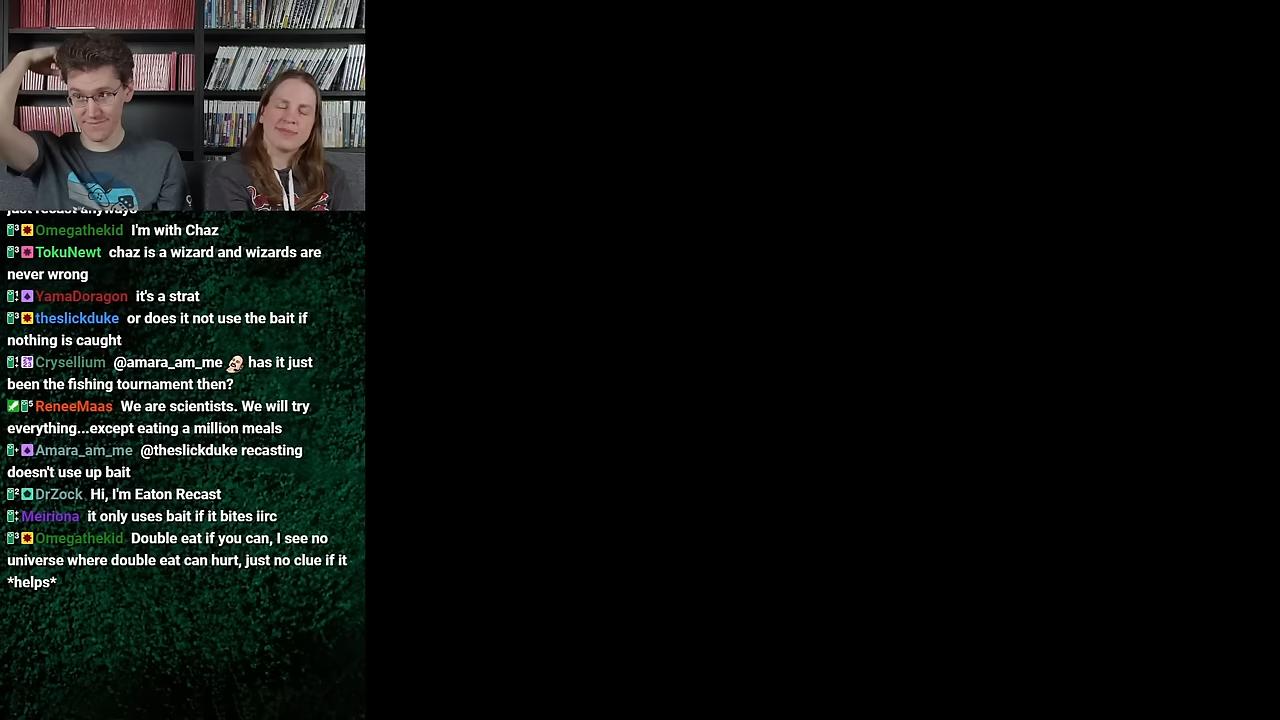 just recast anyways
Omegathekid I'm with Chaz
TokuNewt chaz is a wizard and wizards are
never wrong
YamaDoragon it's a strat
theslickduke or does it not use the bait if
nothing is caught
Crysellium @amara_am_me has it just
been the fishing tournament then?
ReneeMaas We are scientists. We will try
everything...except eating a million meals
Amara_am_me @theslickduke recasting
doesn't use up bait
DrZock Hi, I'm Eaton Recast
Meiriona it only uses bait if it bites iirc
Omegathekid Double eat if you can, I see no
universe where double eat can hurt, just no clue if it
*helps*